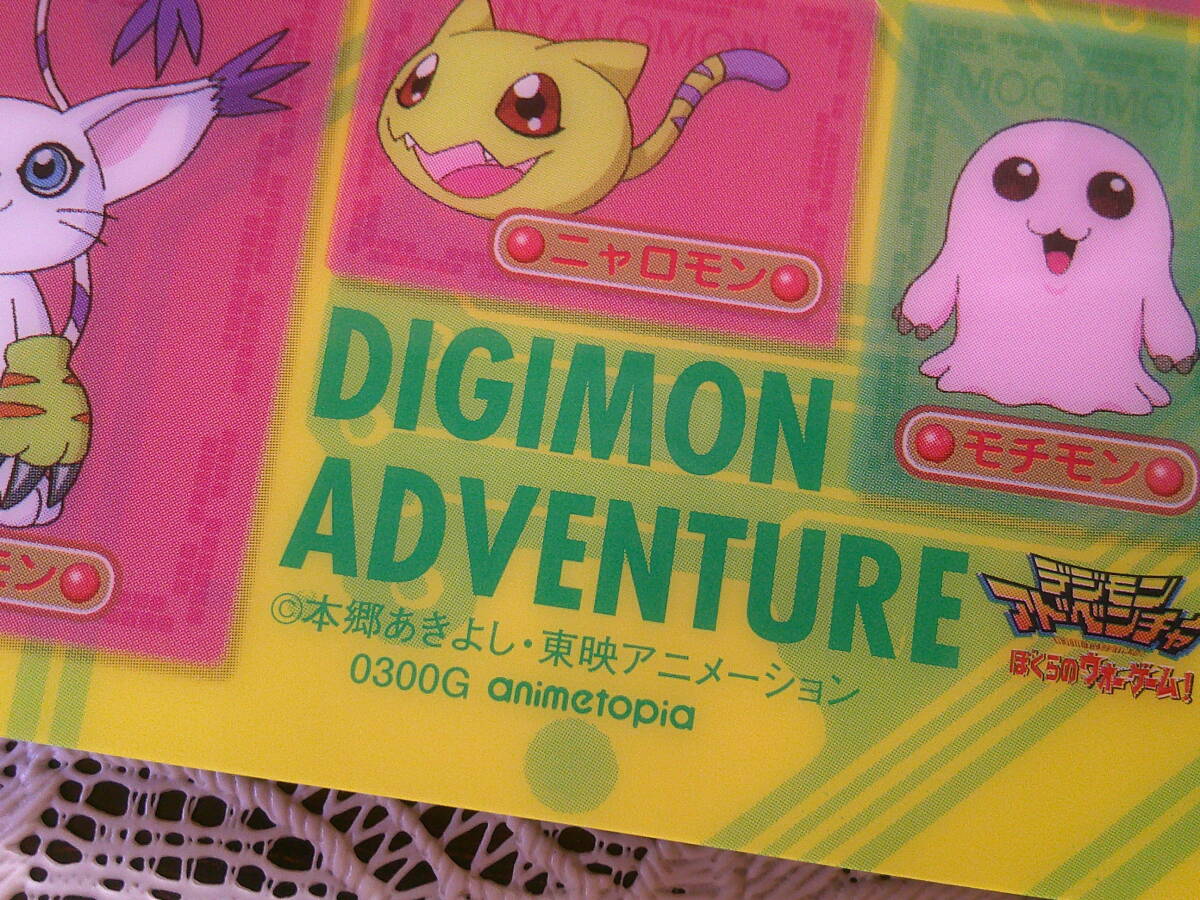 NYALOMON
MOCHIMON
ニャロモン
モチモン
モン
DIGIMON
ADVENTURE
©本郷あきよし・東映アニメーション
0300G animetopia
デジモン
アドベンチャー
ぼくらのウォーゲーム!